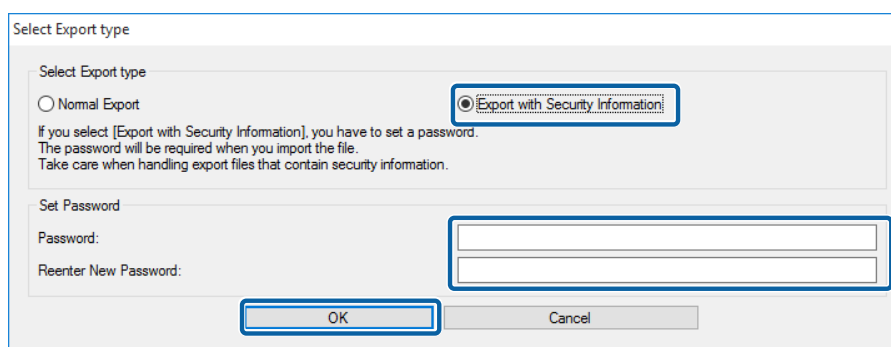 Select Export type
Select Export type
Normal Export
Export with Security Information
If you select [Export with Security Information], you have to set a password.
The password will be required when you import the file.
Take care when handling export files that contain security information.
Set Password
Password:
Reenter New Password:
OK
Cancel